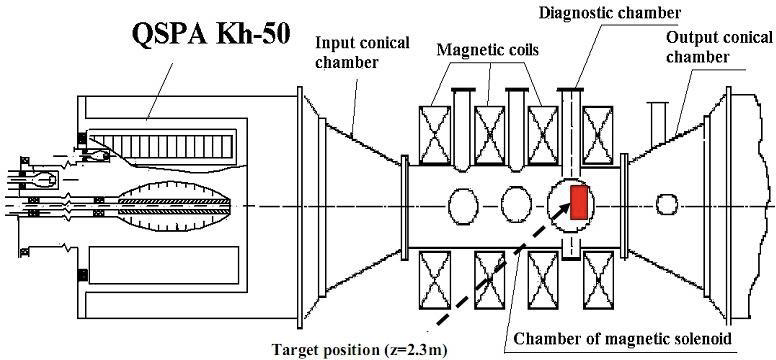 QSPA Kh-50
Input conical
chamber
Magnetic coils
Diagnostic chamber
Output conical
chamber
Target position (z=2.3m)
Chamber of magnetic solenoid